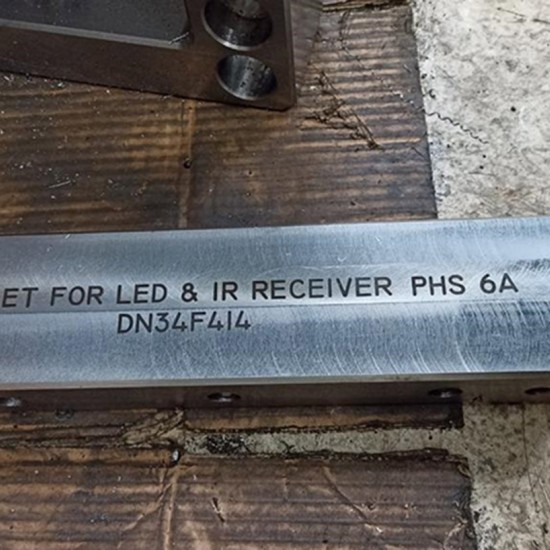 ET FOR LED & IR RECEIVER PHS 6A
DN34F414